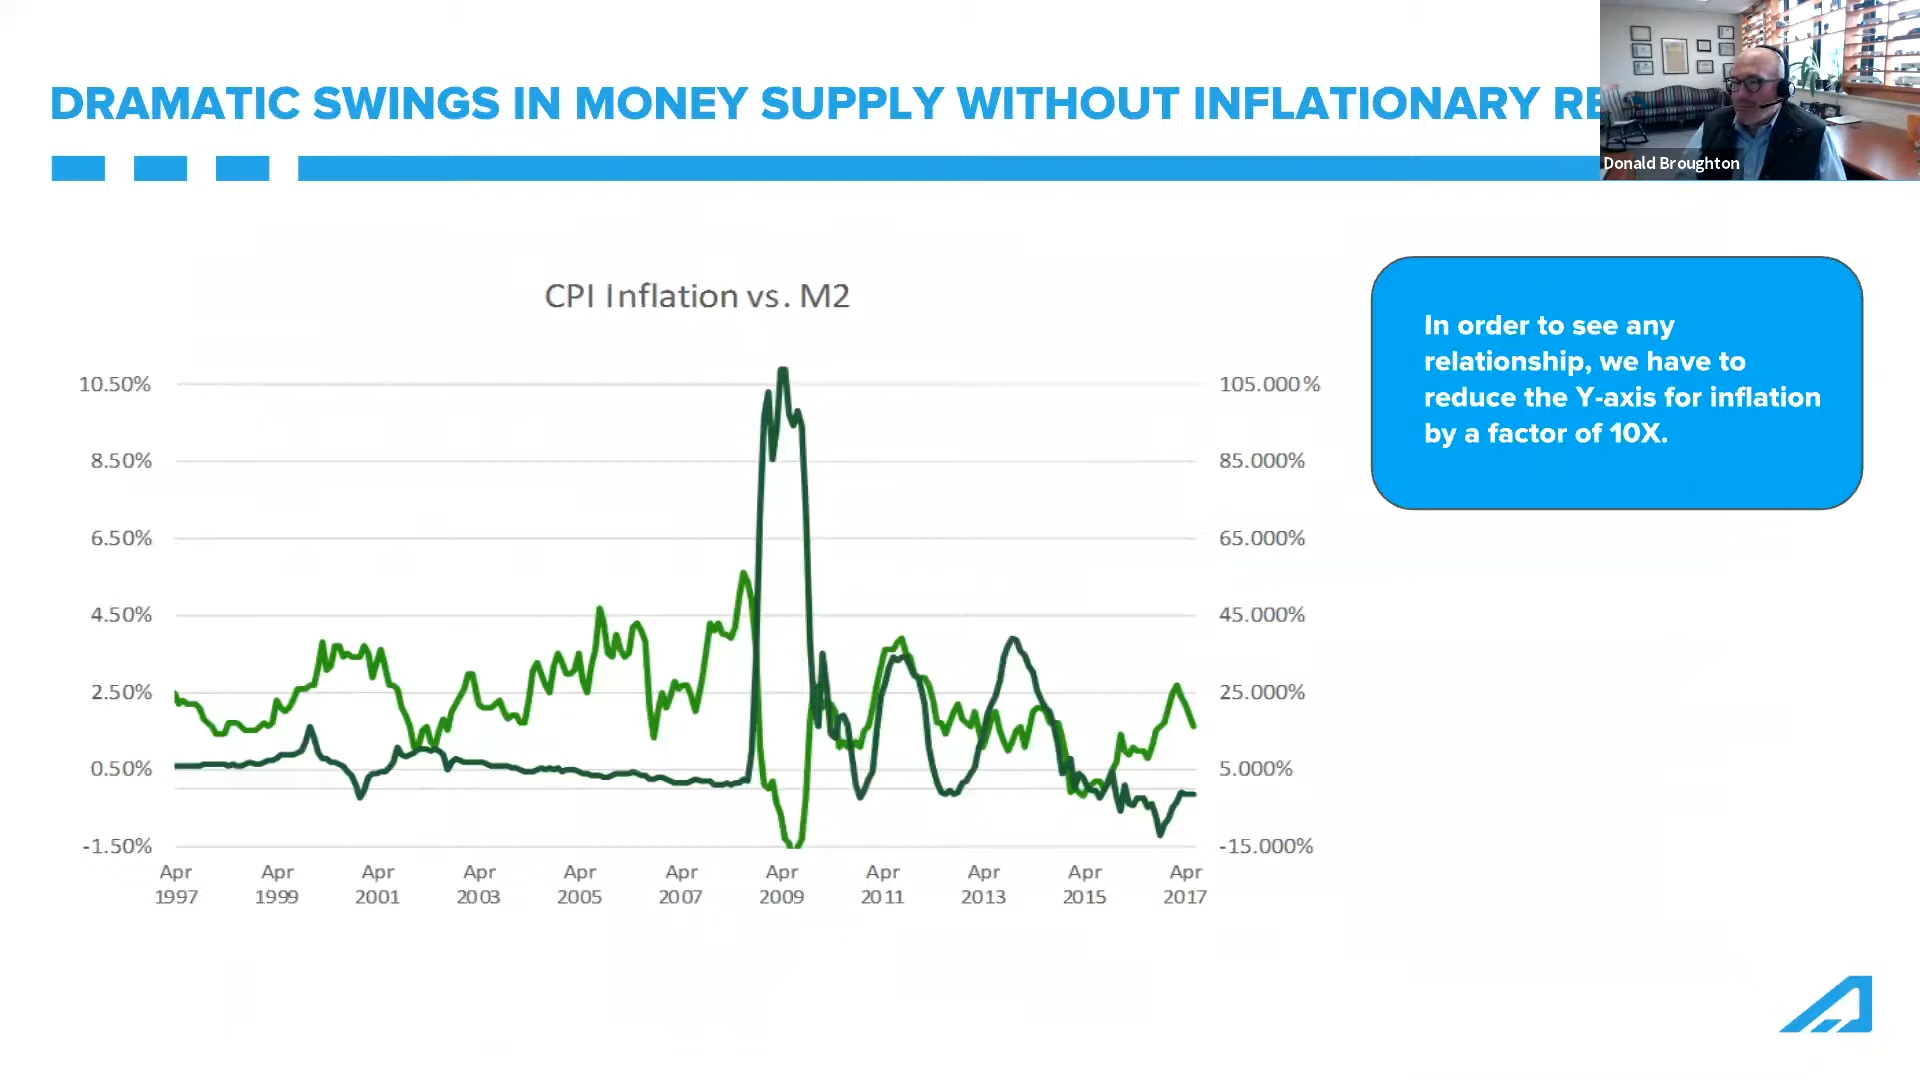 DRAMATIC SWINGS IN MONEY SUPPLY WITHOUT INFLATIONARY
Donald Broughton
CPI Inflation vs. M2
In order to see any
relationship, we have to
reduce the Y-axis for inflation
by a factor of 10X.
10.50%
8.50%
6.50%
4.50%
2.50%
0.50%
-1.50%
105.000%
85.000%
65.000%
45.000%
25.000%
5.000%
-15.000%
Apr 1997
Apr 1999
Apr 2001
Apr 2003
Apr 2005
Apr 2007
Apr 2009
Apr 2011
Apr 2013
Apr 2015
Apr 2017